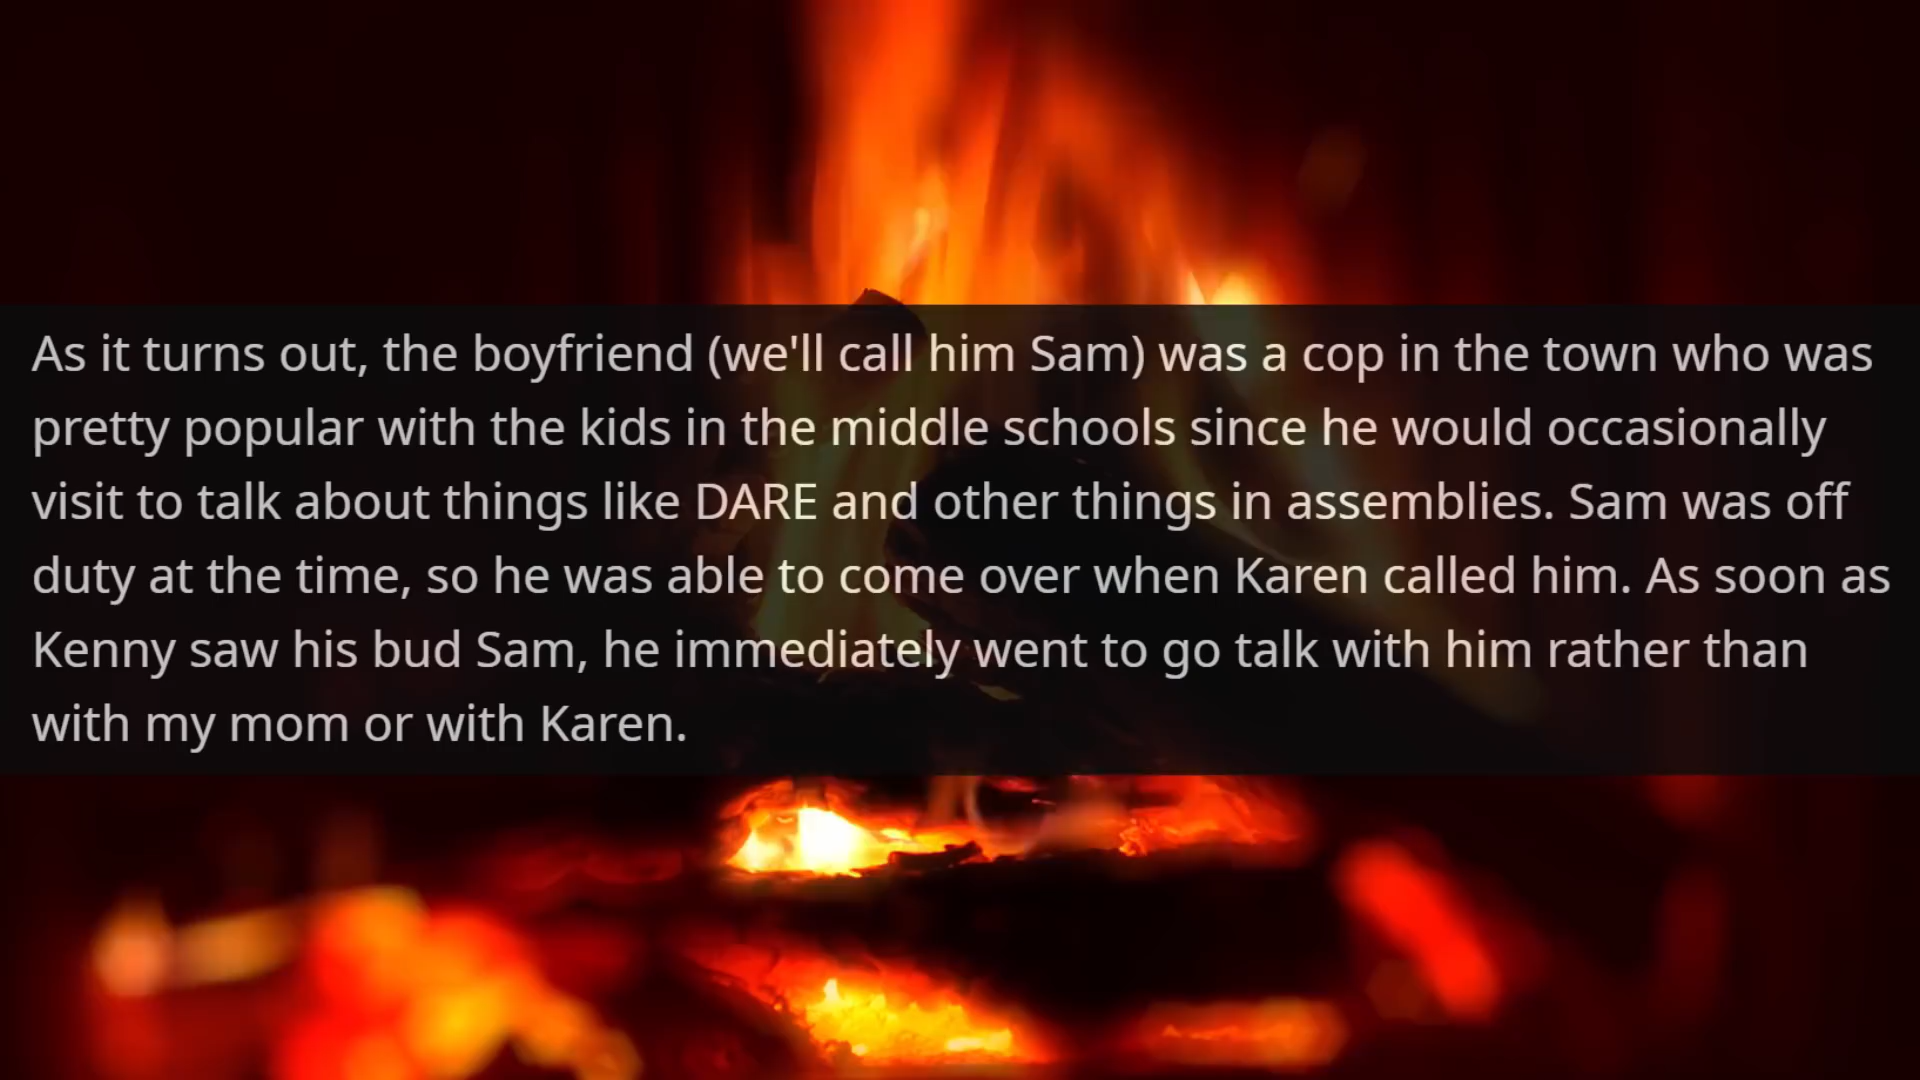 As it turns out, the boyfriend (we'll call him Sam) was a cop in the town who was
pretty popular with the kids in the middle schools since he would occasionally
visit to talk about things like DARE and other things in assemblies. Sam was off
duty at the time, so he was able to come over when Karen called him. As soon as
Kenny saw his bud Sam, he immediately went to go talk with him rather than
with my mom or with Karen.